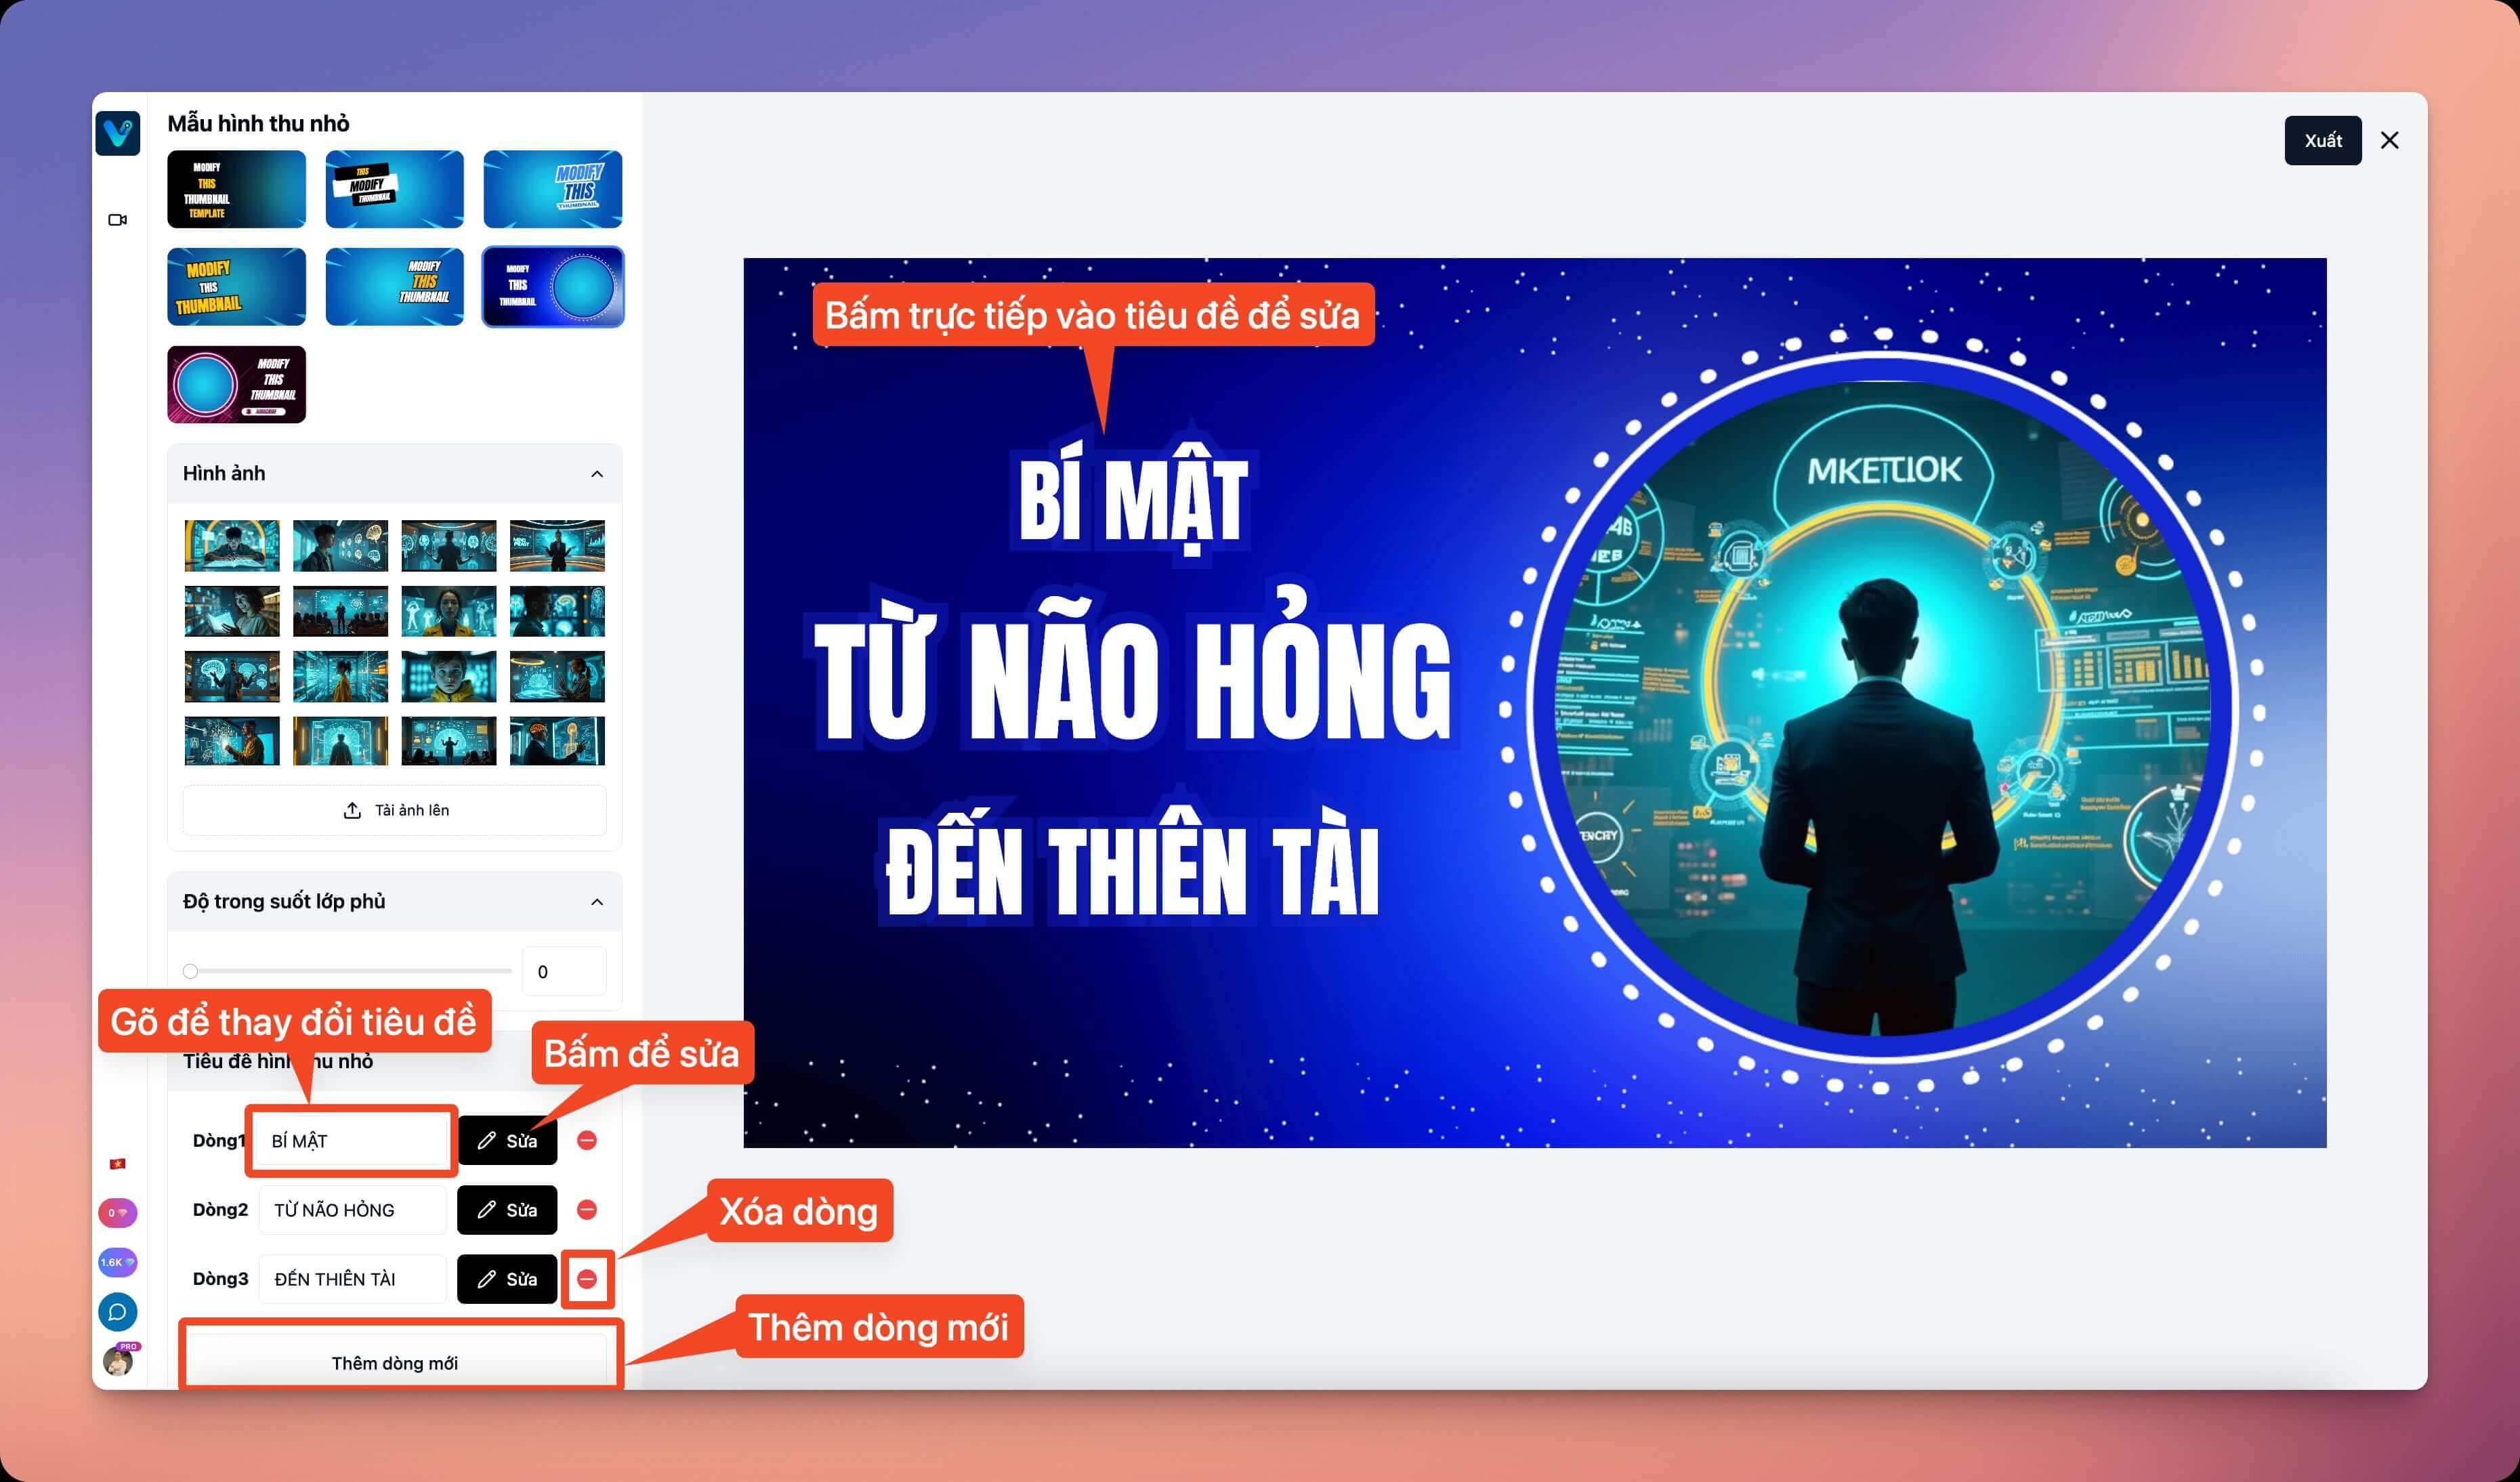 Mẫu hình thu nhỏ
Xuất
MODIFY
THIS
THUMBNAIL
TEMPLATE
THIS
MODIFY
THUMBNAIL
MODIFY
THIS
THUMBNAIL
MODIFY
THIS
THUMBNAIL
MODIFY
THIS
THUMBNAIL
MODIFY
THIS
THUMBNAIL
MODIFY
THIS
THUMBNAIL
SUBSCRIBE
Hình ảnh
Tải ảnh lên
Độ trong suốt lớp phủ
0
Gõ để thay đổi tiêu đề
Tiêu đề hình thu nhỏ
Bấm để sửa
Dòng1
BÍ MẬT
Sửa
Dòng2
TỪ NÃO HỎNG
Sửa
Dòng3
ĐẾN THIÊN TÀI
Sửa
Xóa dòng
Thêm dòng mới
Thêm dòng mới
0
1.6K
PRO
Bấm trực tiếp vào tiêu đề để sửa
BÍ MẬT
TỪ NÃO HỎNG
ĐẾN THIÊN TÀI
MKETLIOK